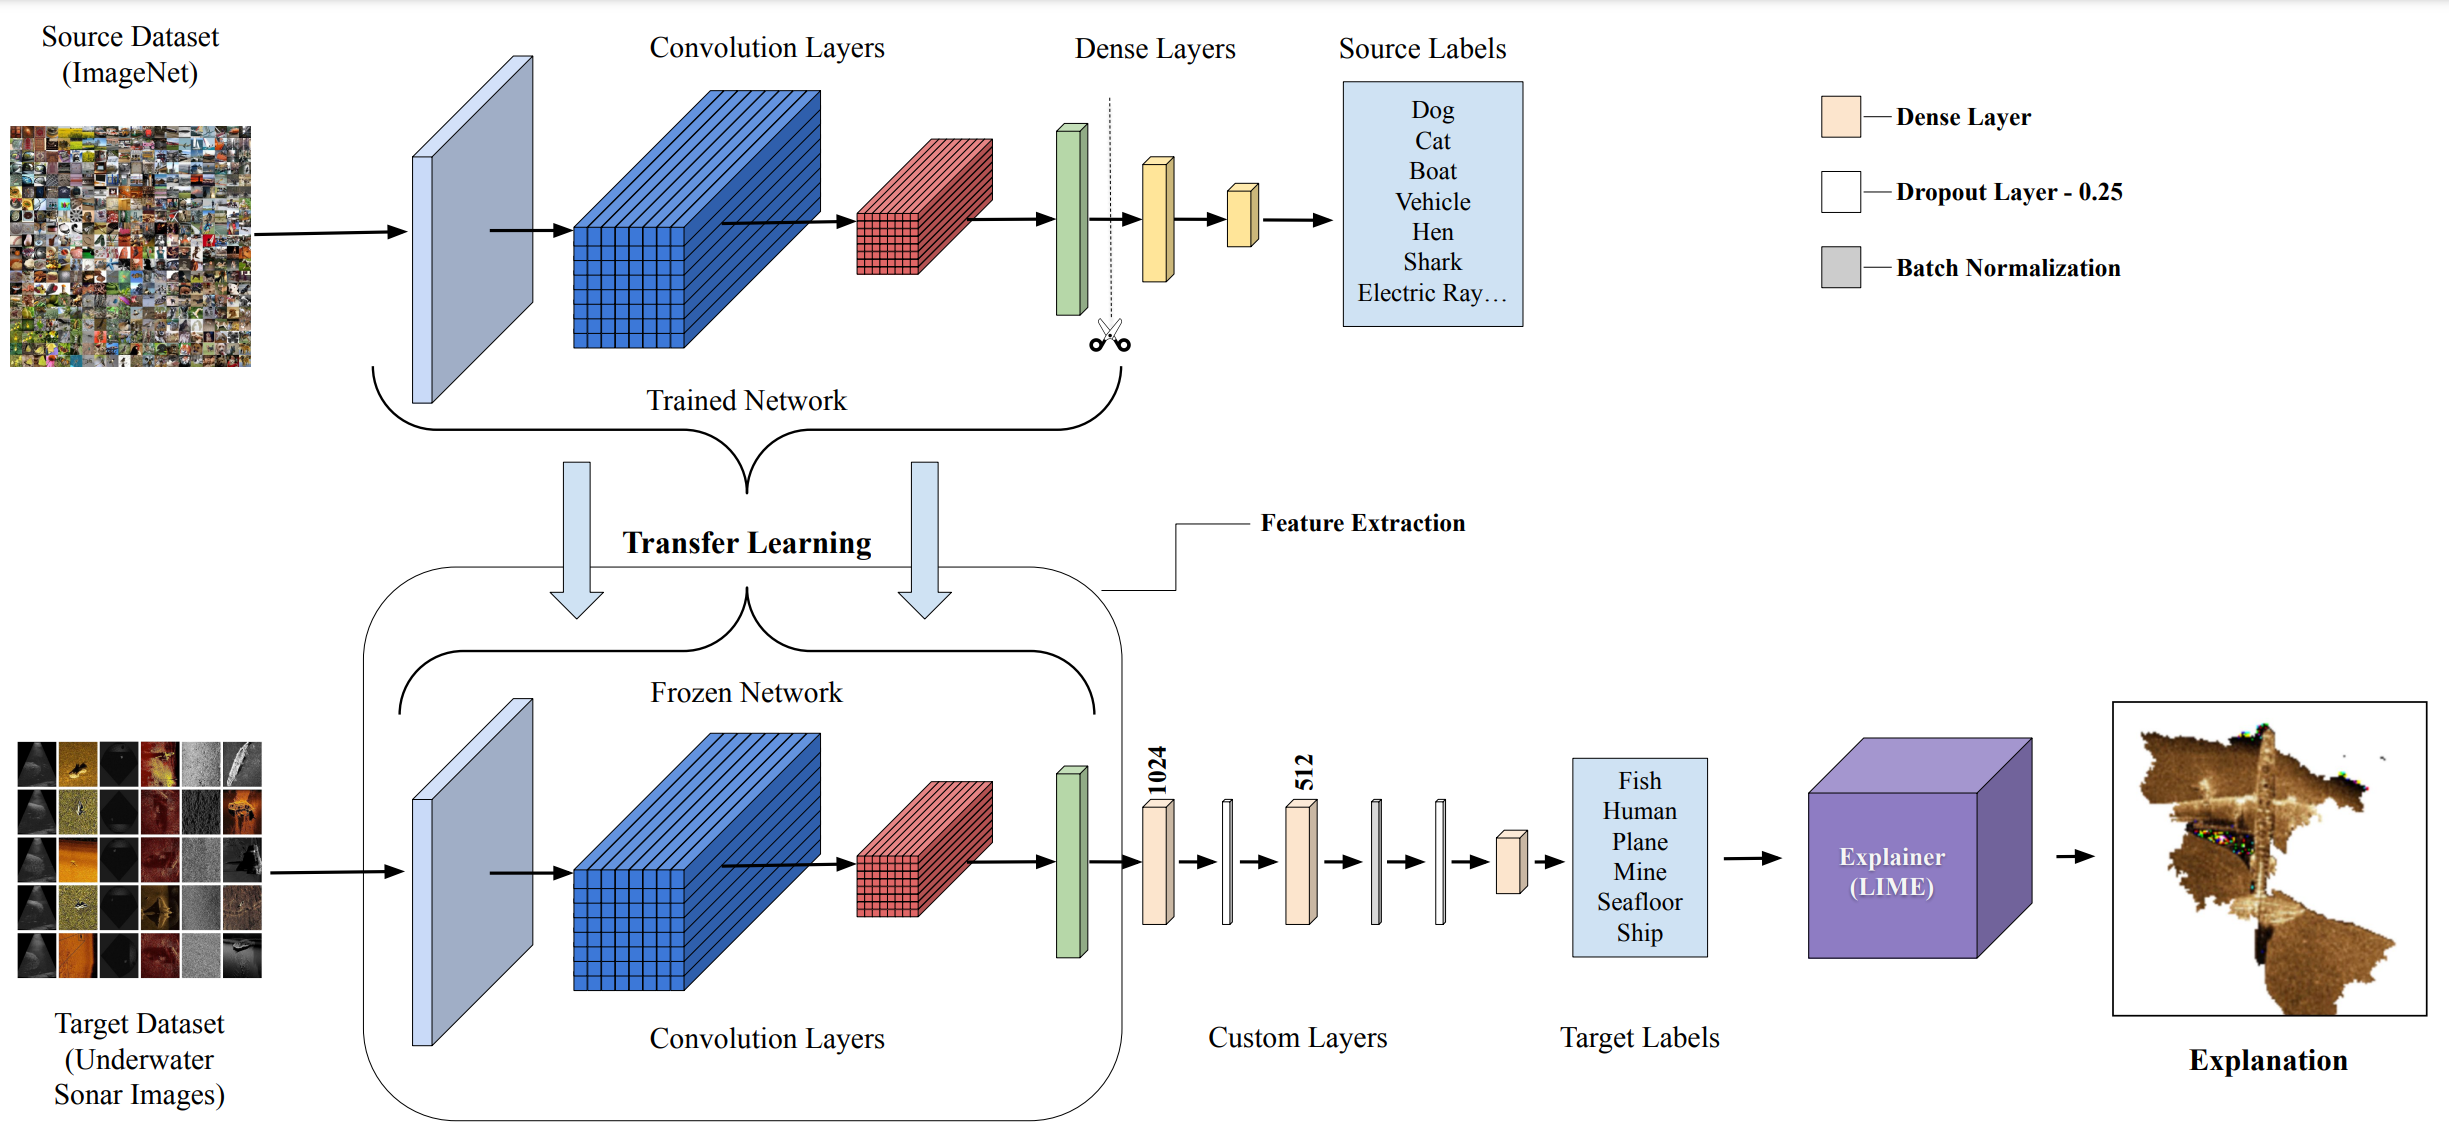 Source Dataset
(ImageNet)
Convolution Layers
Dense Layers
Source Labels
Dog
Cat
Boat
Vehicle
Hen
Shark
Electric Ray…
Dense Layer
Dropout Layer - 0.25
Batch Normalization
Trained Network
Transfer Learning
Feature Extraction
Frozen Network
1024
512
Fish
Human
Plane
Mine
Seafloor
Ship
Explainer
(LIME)
Target Dataset
(Underwater
Sonar Images)
Convolution Layers
Custom Layers
Target Labels
Explanation